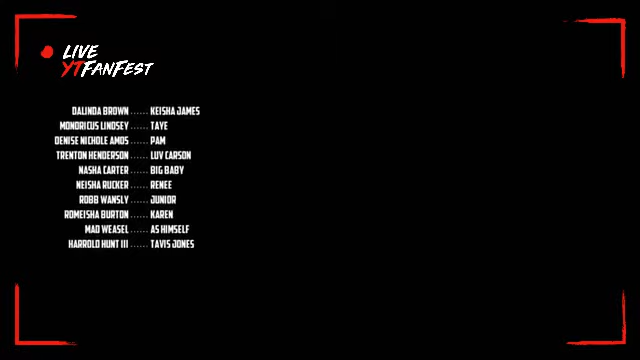 LIVE
YTFANFEST
DALINDA BROWN ...... KEISHA JAMES
MONDRICUS LINDSEY ...... TAYE
DENISE NICHOLE AMOS ...... PAM
TRENTON HENDERSON ...... LUV CARSON
NASHA CARTER ...... BIG BABY
NEISHA RUCKER ...... RENEE
ROBB WANSLY ...... JUNIOR
ROMEISHA BURTON ...... KAREN
MAD WEASEL ...... AS HIMSELF
HARROLD HUNT III ...... TAVIS JONES